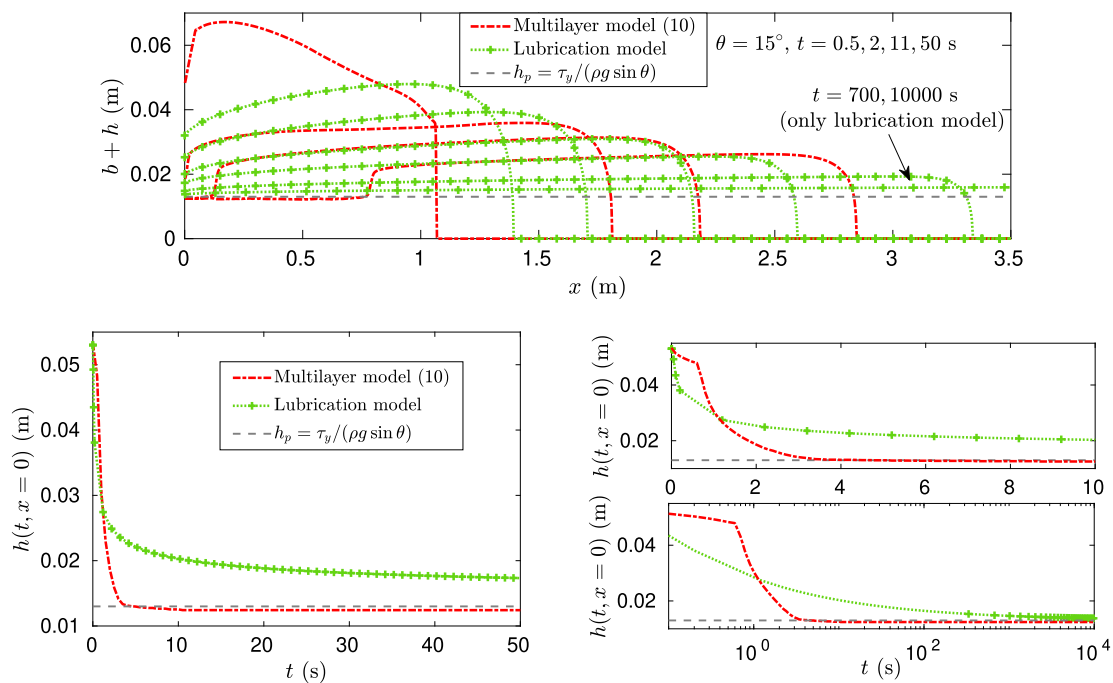 Multilayer model (10)
Lubrication model
h_p = τ_y/(ρg sin θ)
θ = 15°, t = 0.5, 2, 11, 50 s
t = 700, 10000 s
(only lubrication model)
b + h (m)
0.06
0.04
0.02
0
0 0.5 1 1.5 2 2.5 3 3.5
x (m)
h(t, x = 0) (m)
0.05
0.04
0.03
0.02
0.01
Multilayer model (10)
Lubrication model
h_p = τ_y/(ρg sin θ)
0 10 20 30 40 50
t (s)
h(t, x = 0) (m)
0.04
0.02
0 2 4 6 8 10
h(t, x = 0) (m)
0.04
0.02
10^0 10^2 10^4
t (s)